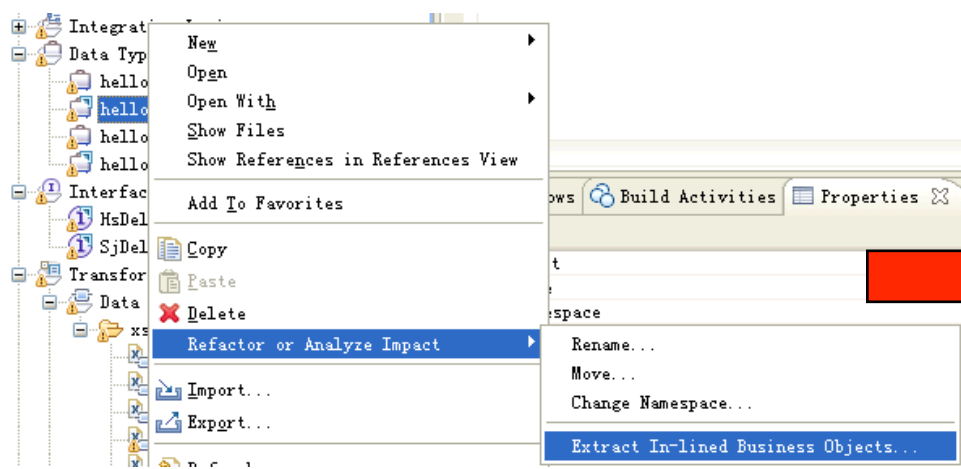 Integrat
Data Typ
hello
hello
hello
hello
Interfac
HsDel
SjDel
Transfor
Data
xs
New
Open
Open With
Show Files
Show References in References View
Add To Favorites
Copy
Paste
Delete
Refactor or Analyze Impact
Import...
Export...
ows Build Activities Properties
t
space
Rename...
Move...
Change Namespace...
Extract In-lined Business Objects...